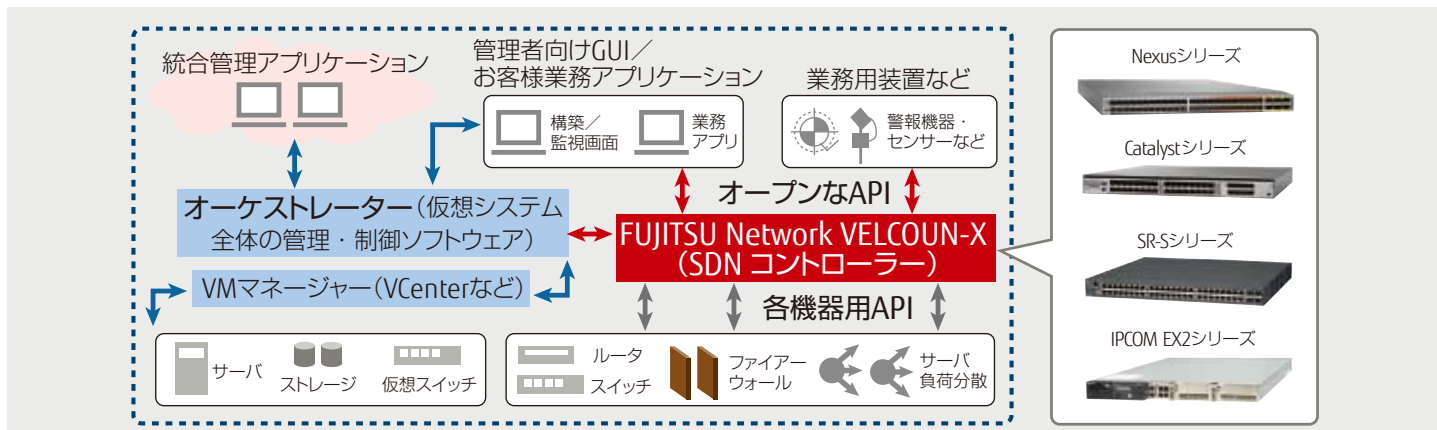 統合管理アプリケーション
管理者向けGUI／
お客様業務アプリケーション
構築／
監視画面
業務
アプリ
業務用装置など
警報機器・
センサーなど
オープンなAPI
オーケストレーター（仮想システム
全体の管理・制御ソフトウェア）
FUJITSU Network VELCOUN-X
（SDN コントローラー）
VMマネージャー（VCenterなど）
各機器用API
サーバ
ストレージ
仮想スイッチ
ルータ
スイッチ
ファイアー
ウォール
サーバ
負荷分散
Nexusシリーズ
Catalystシリーズ
SR-Sシリーズ
IPCOM EX2シリーズ